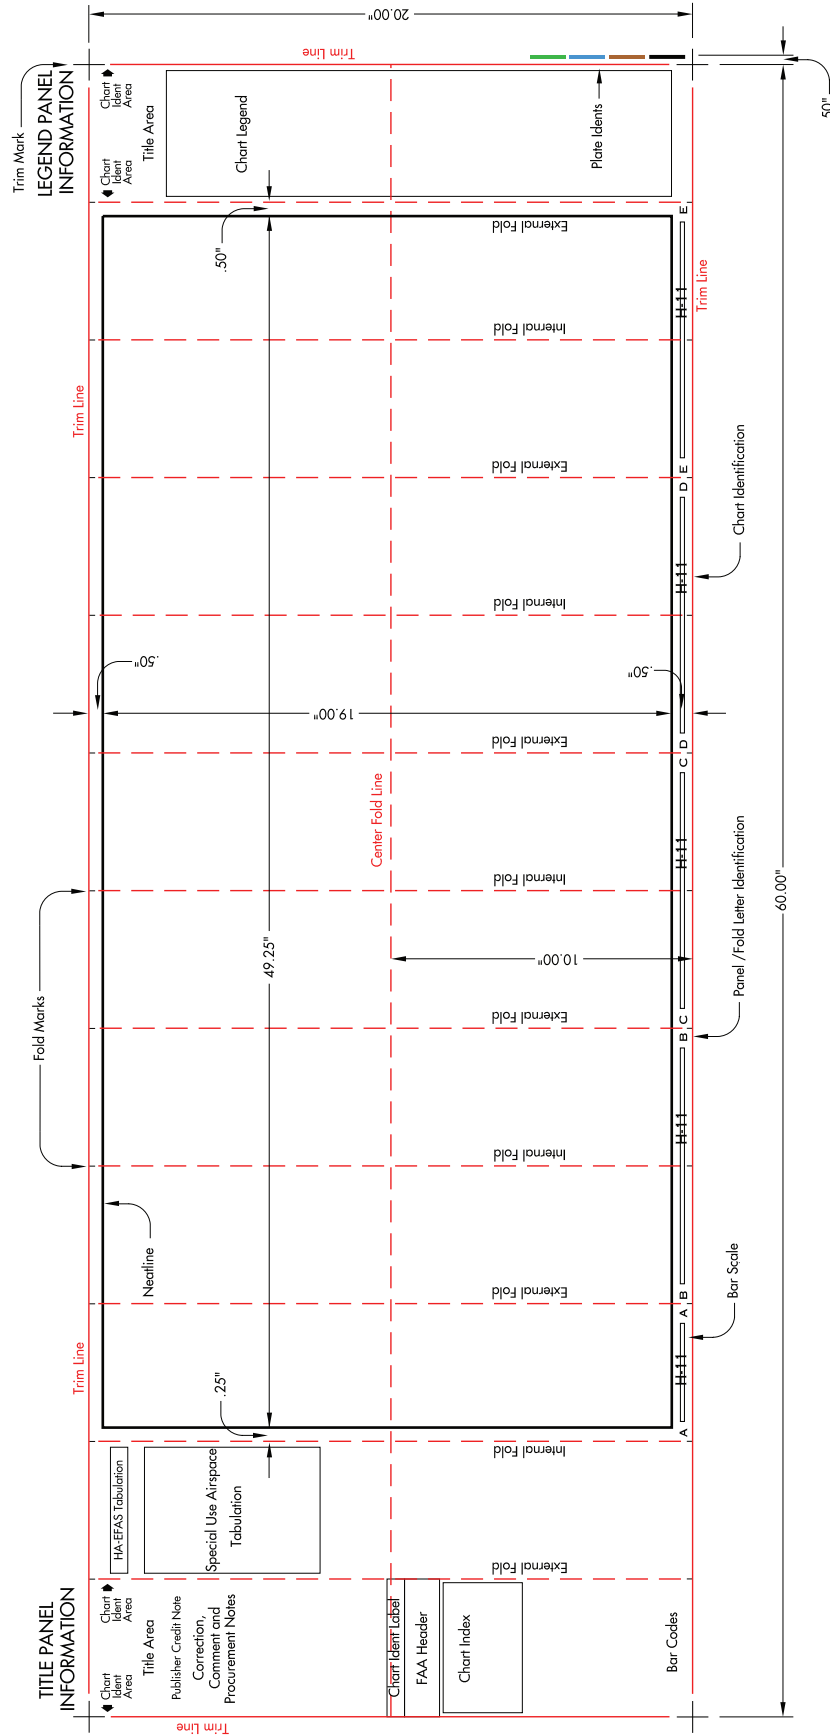 20.00"
Trim Line
Trim Mark
LEGEND PANEL
INFORMATION
Chart
Ident
Area
Chart
Ident
Area
Title Area
Chart Legend
Plate Idents
.50"
.50"
External Fold
E
H-11
Trim Line
Internal Fold
Trim Line
External Fold
E
D
Chart Identification
H-11
Internal Fold
.50"
.50"
19.00"
External Fold
D
C
Center Fold Line
H-11
Internal Fold
Panel /Fold Letter Identification
60.00"
Fold Marks
49.25"
10.00"
External Fold
C
B
H-11
Internal Fold
Neatline
Bar Scale
External Fold
B
A
Trim Line
H-11
.25"
A
Internal Fold
HA-EFAS Tabulation
Special Use Airspace
Tabulation
External Fold
TITLE PANEL
INFORMATION
Chart
Ident
Area
Chart
Ident
Area
Title Area
Publisher Credit Note
Correction,
Comment and
Procurement Notes
Chart Ident Label
FAA Header
Chart Index
Bar Codes
Trim Line